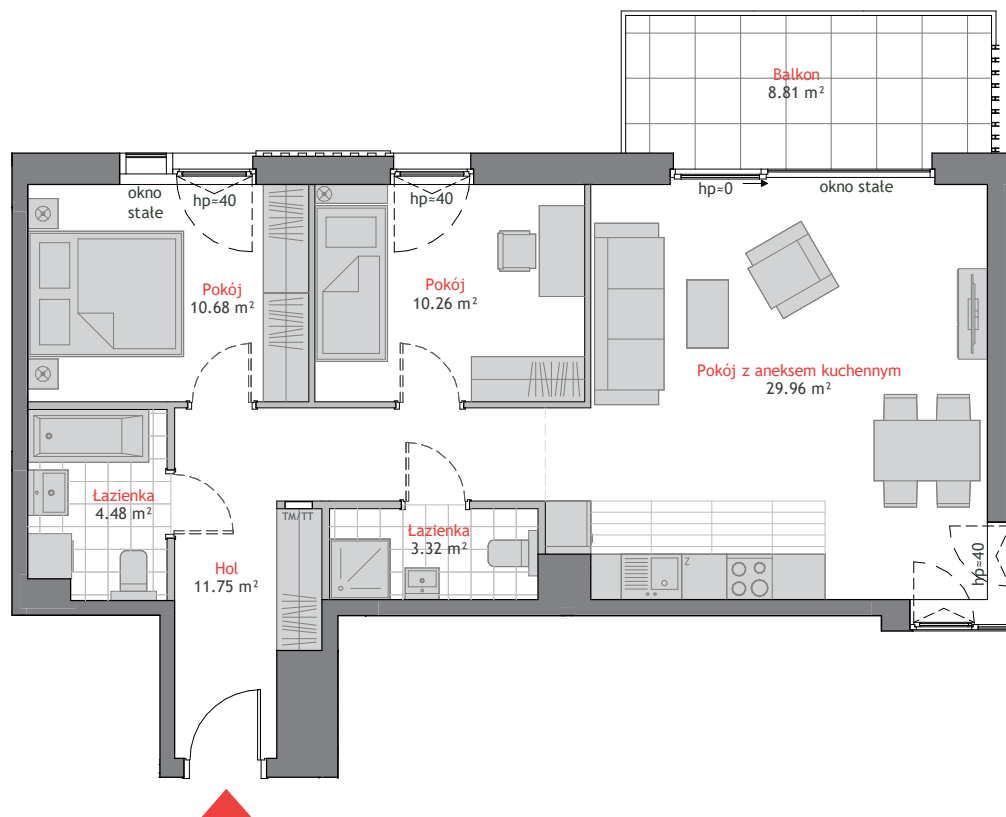 Balkon
8.81 m²
okno
stałe
hp≈40
hp≈40
hp≈0
okno stałe
Pokój
10.68 m²
Pokój
10.26 m²
Pokój z aneksem kuchennym
29.96 m²
Łazienka
4.48 m²
TM/TT
Łazienka
3.32 m²
Hol
11.75 m²
Z
hp≈40